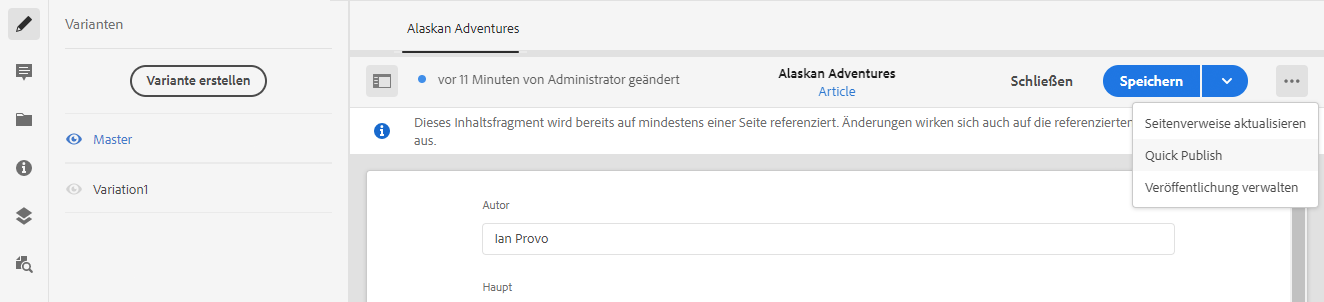 Varianten
Variante erstellen
Master
Variation1
Alaskan Adventures
vor 11 Minuten von Administrator geändert
Alaskan Adventures
Article
Schließen
Speichern
Dieses Inhaltsfragment wird bereits auf mindestens einer Seite referenziert. Änderungen wirken sich auch auf die referenzierten
aus.
Seitenverweise aktualisieren
Quick Publish
Veröffentlichung verwalten
Autor
Ian Provo
Haupt